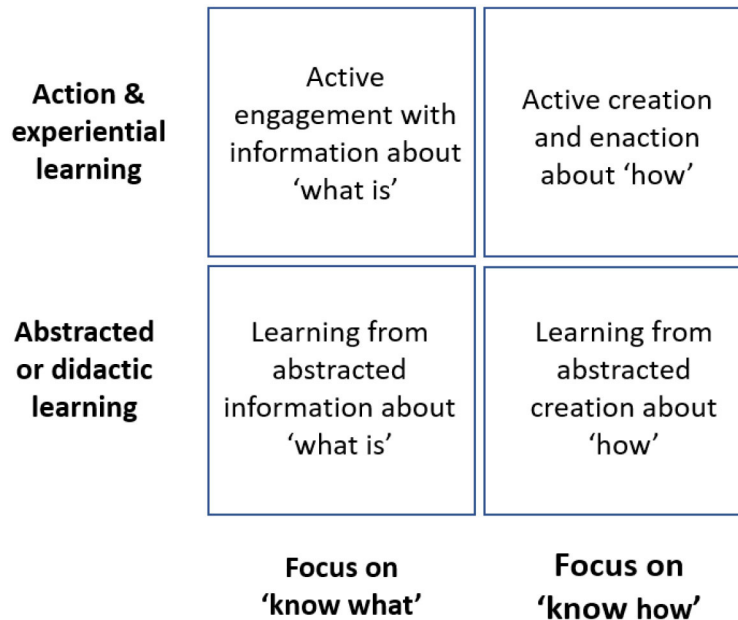 Action &
experiential
learning
Active
engagement with
information about
‘what is’
Active creation
and enaction
about ‘how’
Abstracted
or didactic
learning
Learning from
abstracted
information about
‘what is’
Learning from
abstracted
creation about
‘how’
Focus on
‘know what’
Focus on
‘know how’